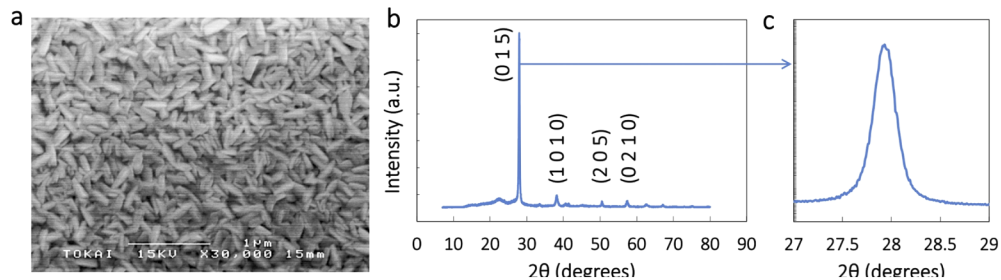 a
TOKAI 15KV X30,000 1µm 15mm
b
Intensity (a.u.)
(0 1 5)
(1 0 1 0)
(2 0 5)
(0 2 1 0)
0 10 20 30 40 50 60 70 80 90
2θ (degrees)
c
27 27.5 28 28.5 29
2θ (degrees)